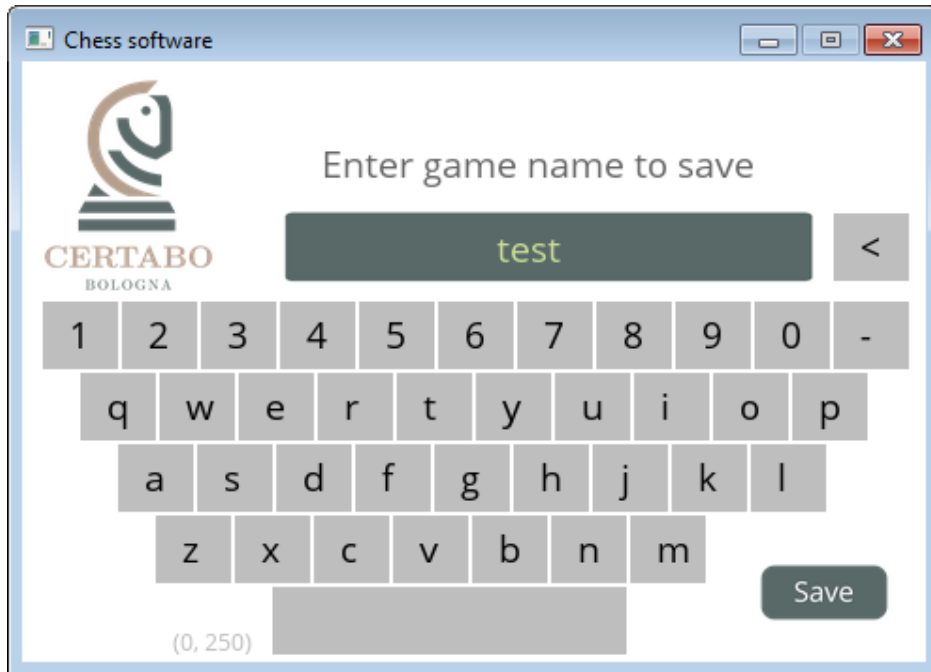 Chess software
Enter game name to save
CERTABO
BOLOGNA
test
<
1 2 3 4 5 6 7 8 9 0 -
q w e r t y u i o p
a s d f g h j k l
z x c v b n m
Save
(0, 250)